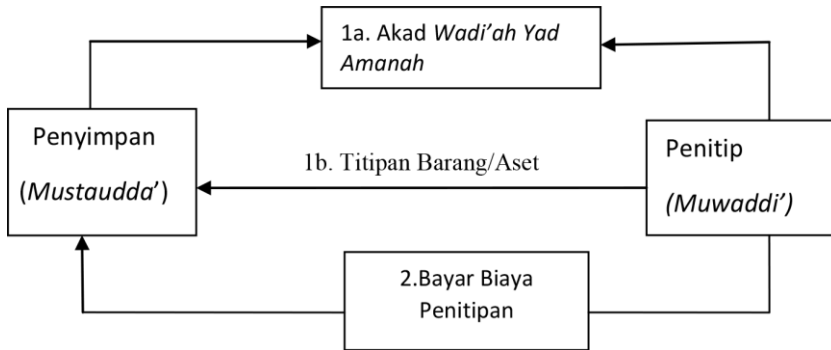 1a. Akad Wadi’ah Yad
Amanah
Penyimpan
(Mustaudda’)
1b. Titipan Barang/Aset
Penitip
(Muwaddi’)
2.Bayar Biaya
Penitipan